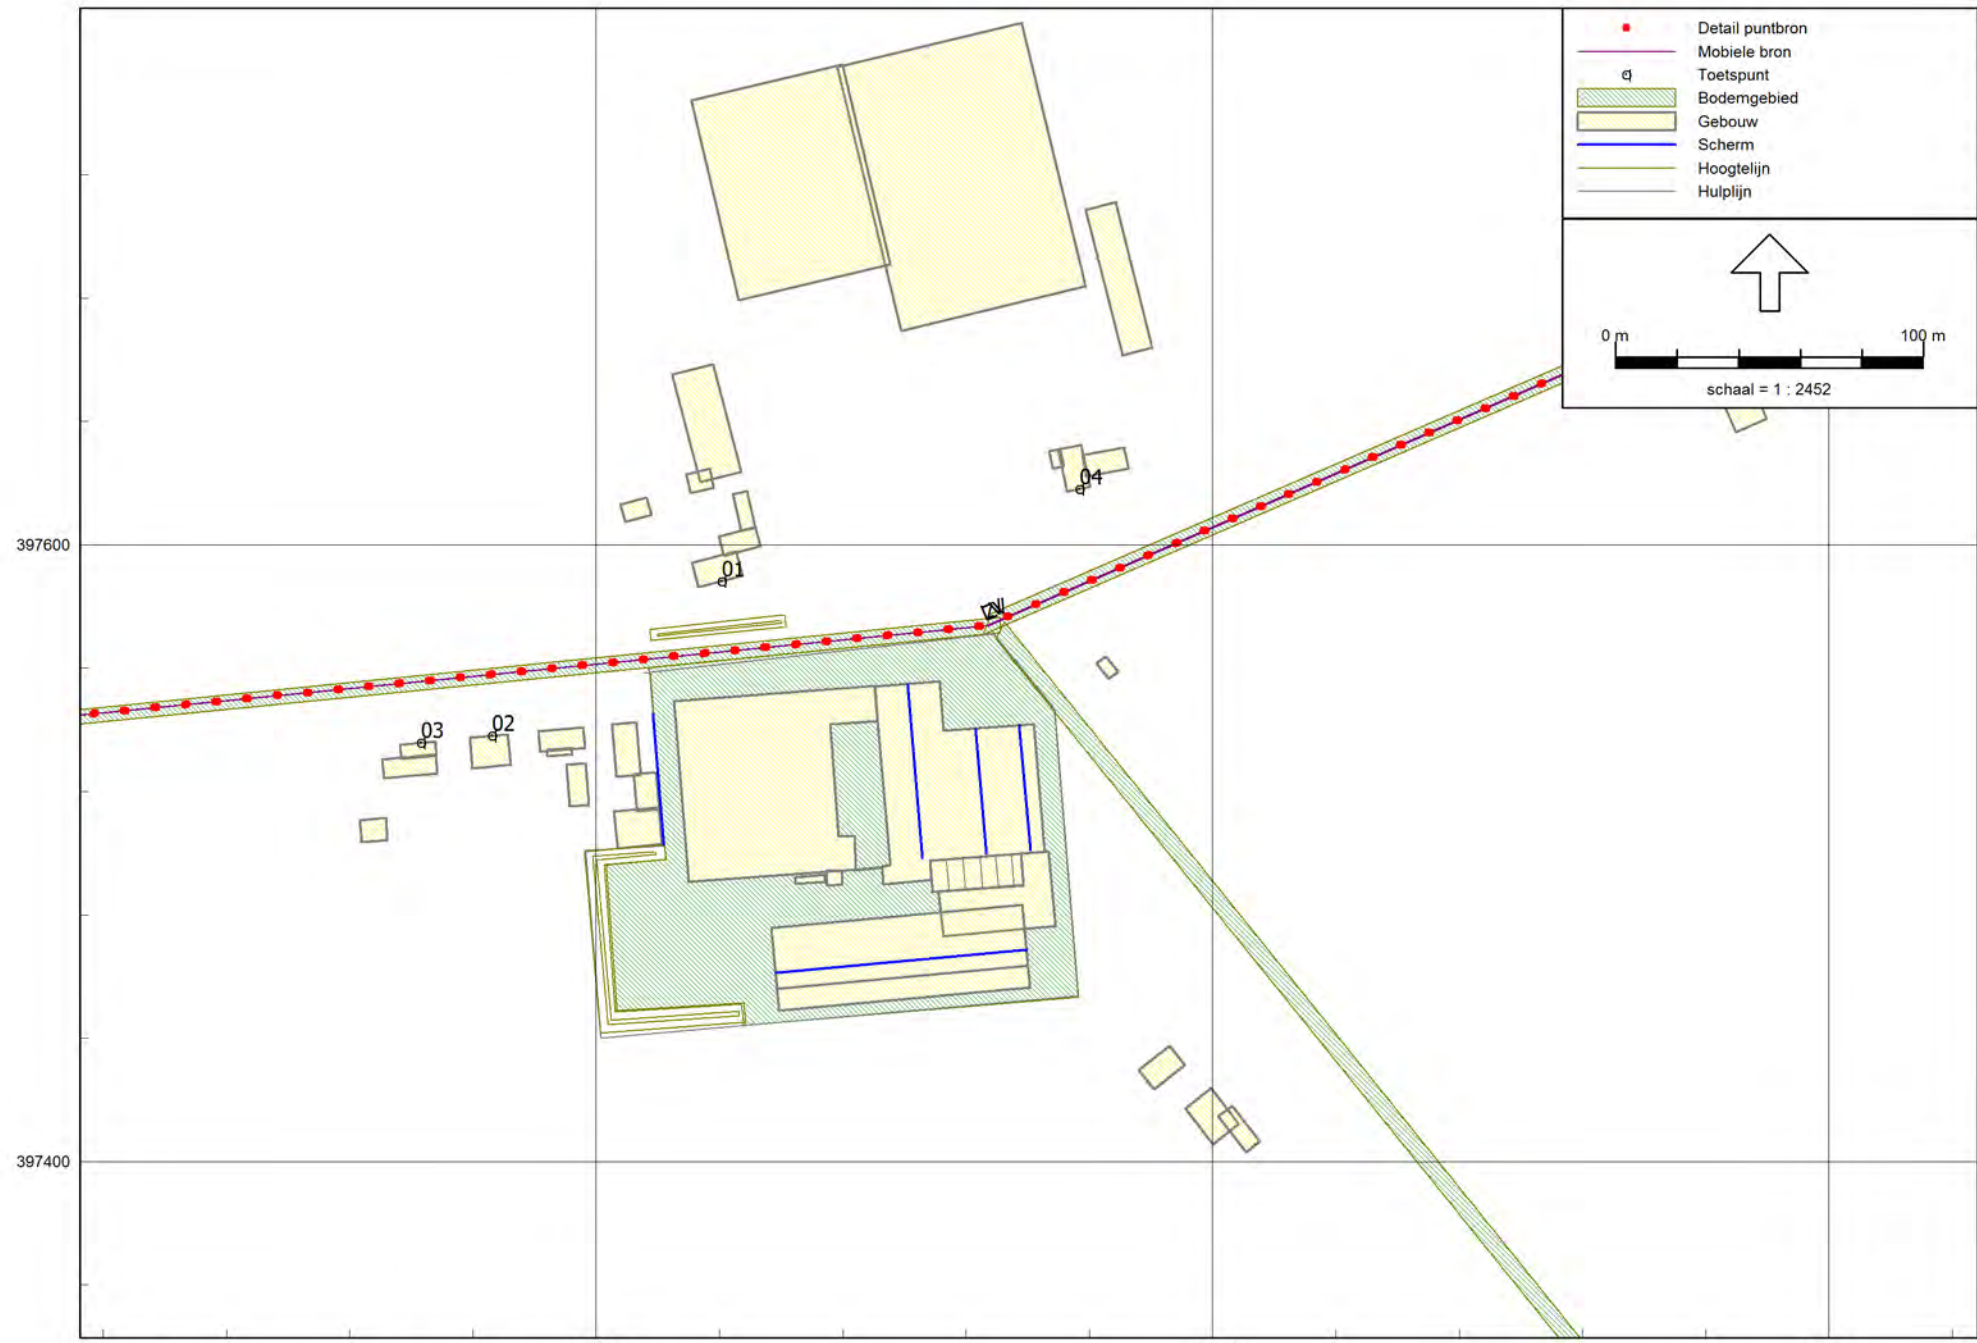 Detail puntbron
Mobiele bron
Toetspunt
Bodemgebied
Gebouw
Scherm
Hoogtelijn
Hulplijn
0 m 100 m
schaal = 1 : 2452
04
397600
01
03
02
397400